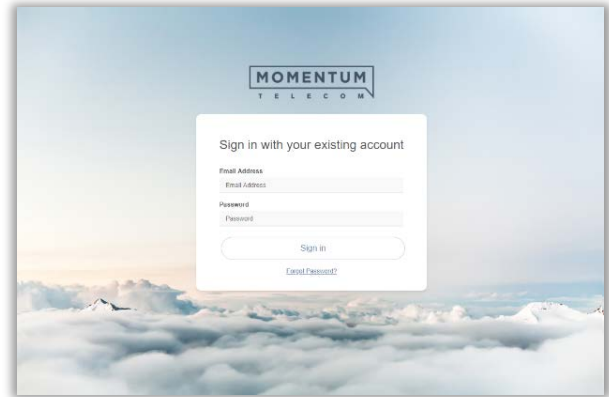 MOMENTUM
TELECOM
Sign in with your existing account
Email Address
Email Address
Password
Password
Sign in
Forgot Password?